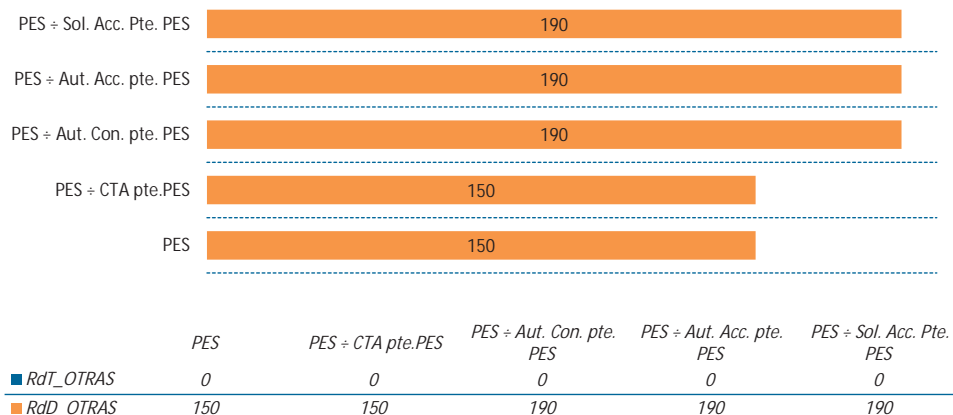 PES ÷ Sol. Acc. Pte. PES 190
PES ÷ Aut. Acc. pte. PES 190
PES ÷ Aut. Con. pte. PES 190
PES ÷ CTA pte.PES 150
PES 150
PES PES ÷ CTA pte.PES PES ÷ Aut. Con. pte. PES PES ÷ Aut. Acc. pte. PES PES ÷ Sol. Acc. Pte. PES
RdT_OTRAS 0 0 0 0 0
RdD_OTRAS 150 150 190 190 190